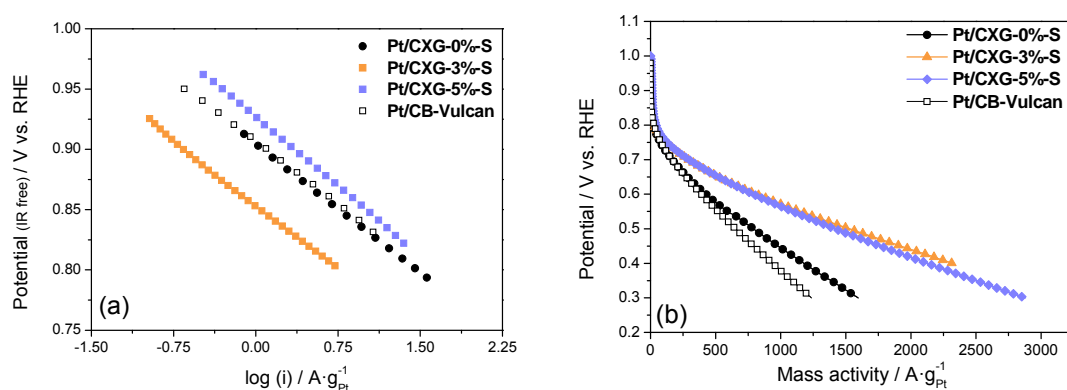 1.00
0.95
0.90
0.85
0.80
0.75
Potential (IR free) / V vs. RHE
Pt/CXG-0%-S
Pt/CXG-3%-S
Pt/CXG-5%-S
Pt/CB-Vulcan
(a)
-1.50 -0.75 0.00 0.75 1.50 2.25
log (i) / A·g⁻¹Pt
1.1
1.0
0.9
0.8
0.7
0.6
0.5
0.4
0.3
0.2
Potential / V vs. RHE
Pt/CXG-0%-S
Pt/CXG-3%-S
Pt/CXG-5%-S
Pt/CB-Vulcan
(b)
0 500 1000 1500 2000 2500 3000
Mass activity / A·g⁻¹Pt